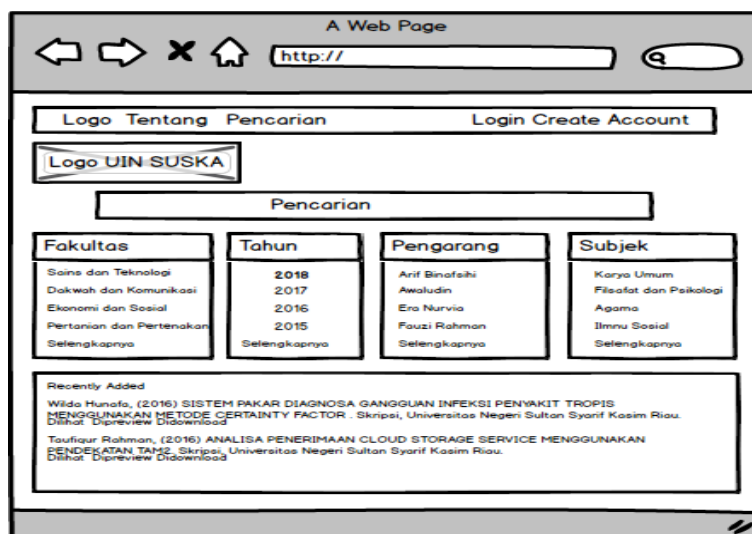 A Web Page
http://
Logo Tentang Pencarian Login Create Account
Logo UIN SUSKA
Pencarian
Fakultas Tahun Pengarang Subjek
Sains dan Teknologi 2018 Arif Binafsihi Karya Umum
Dakwah dan Komunikasi 2017 Awaludin Filsafat dan Psikologi
Ekonomi dan Sosial 2016 Era Nurvia Agama
Pertanian dan Pertenakan 2015 Fauzi Rahman Ilmnu Sosial
Selengkapnya Selengkapnya Selengkapnya Selengkapnya
Recently Added
Wilda Hunafa, (2016) SISTEM PAKAR DIAGNOSA GANGGUAN INFEKSI PENYAKIT TROPIS
MENGGUNAKAN METODE CERTAINTY FACTOR . Skripsi, Universitas Negeri Sultan Syarif Kasim Riau.
Dilihat Dipreview Didownload
Taufiqur Rahman, (2016) ANALISA PENERIMAAN CLOUD STORAGE SERVICE MENGGUNAKAN
PENDEKATAN TAM2. Skripsi, Universitas Negeri Sultan Syarif Kasim Riau.
Dilihat Dipreview Didownload